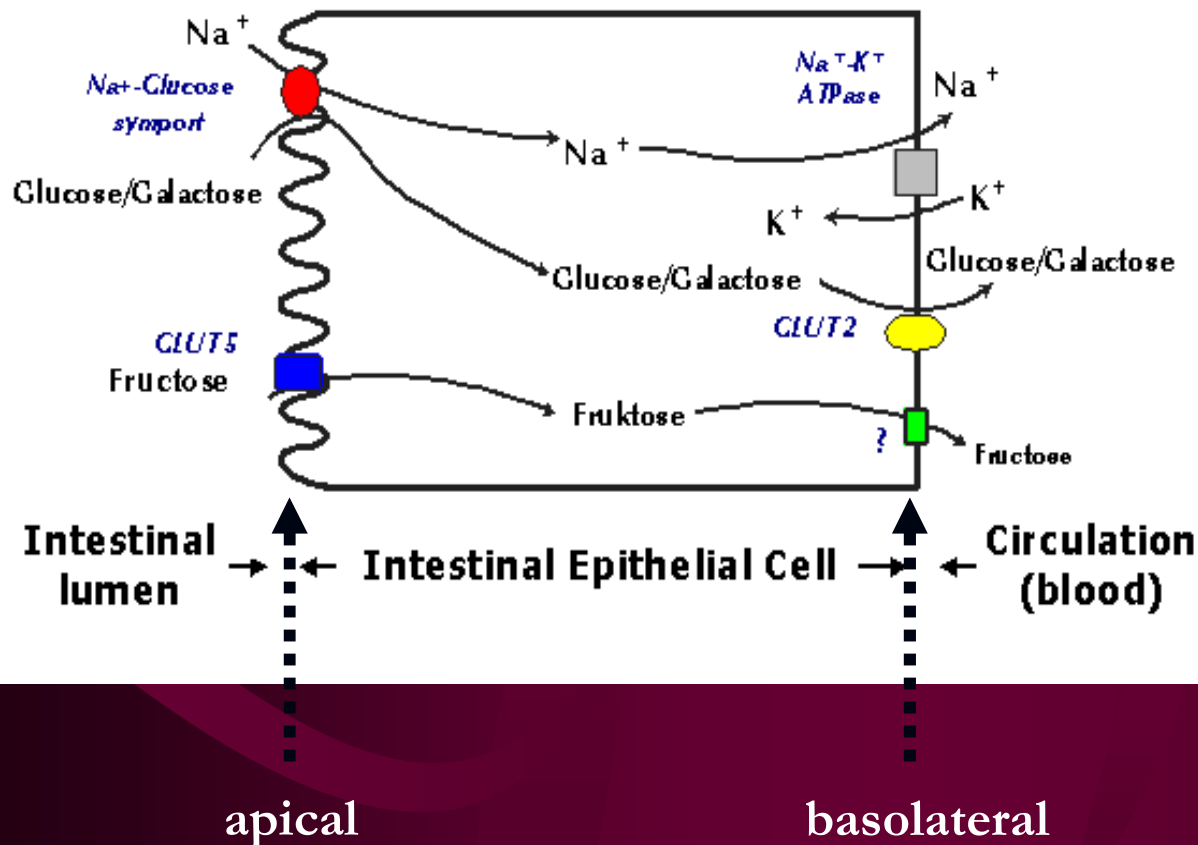 Na⁺
Na+-Glucose
symport
Glucose/Galactose
Na⁺
Na⁺-K⁺
ATPase
Na⁺
K⁺
K⁺
Glucose/Galactose
Glucose/Galactose
GLUT2
GLUT5
Fructose
Fruktose
?
Fructose
Intestinal
lumen
Intestinal Epithelial Cell
Circulation
(blood)
apical
basolateral